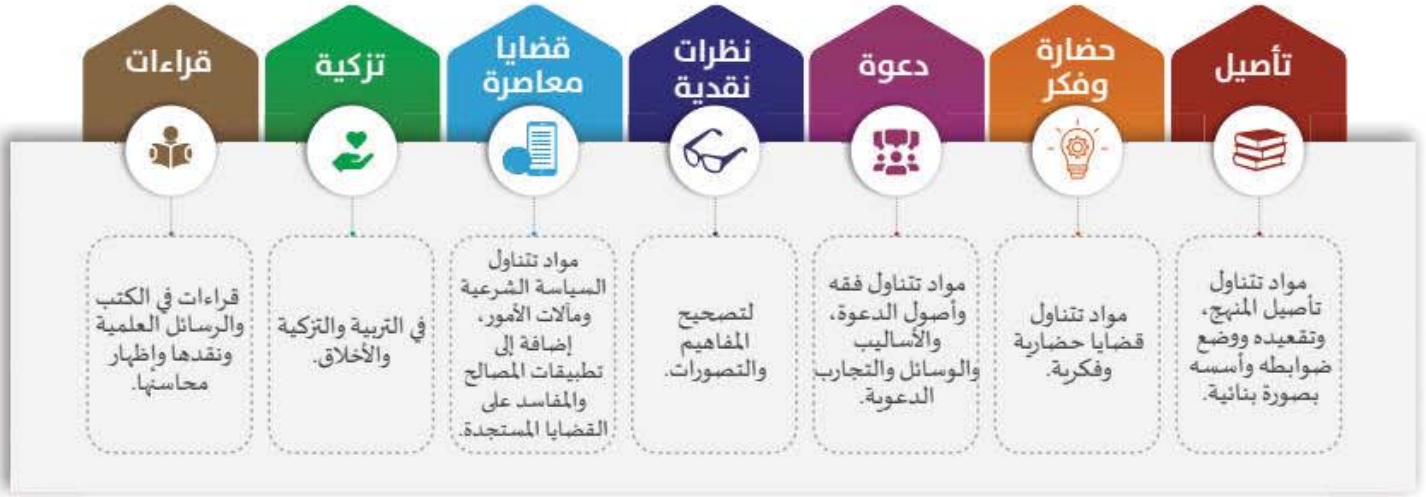 تأصيل
حضارة
وفكر
دعوة
نظرات
نقدية
قضايا
معاصرة
تزكية
قراءات
مواد تتناول
تأصيل المنهج،
وتقعيده ووضع
ضوابطه وأسسه
بصورة بنائية.
مواد تتناول
قضايا حضارية
وفكرية.
مواد تتناول فقه
وأصول الدعوة،
والأساليب
والوسائل والتجارب
الدعوية.
لتصحيح
المفاهيم
والتصورات.
مواد تتناول
السياسة الشرعية
ومآلات الأمور،
إضافة إلى
تطبيقات المصالح
والمفاسد على
القضايا المستجدة.
في التربية والتزكية
والأخلاق.
قراءات في الكتب
والرسائل العلمية
ونقدها وإظهار
محاسنها.